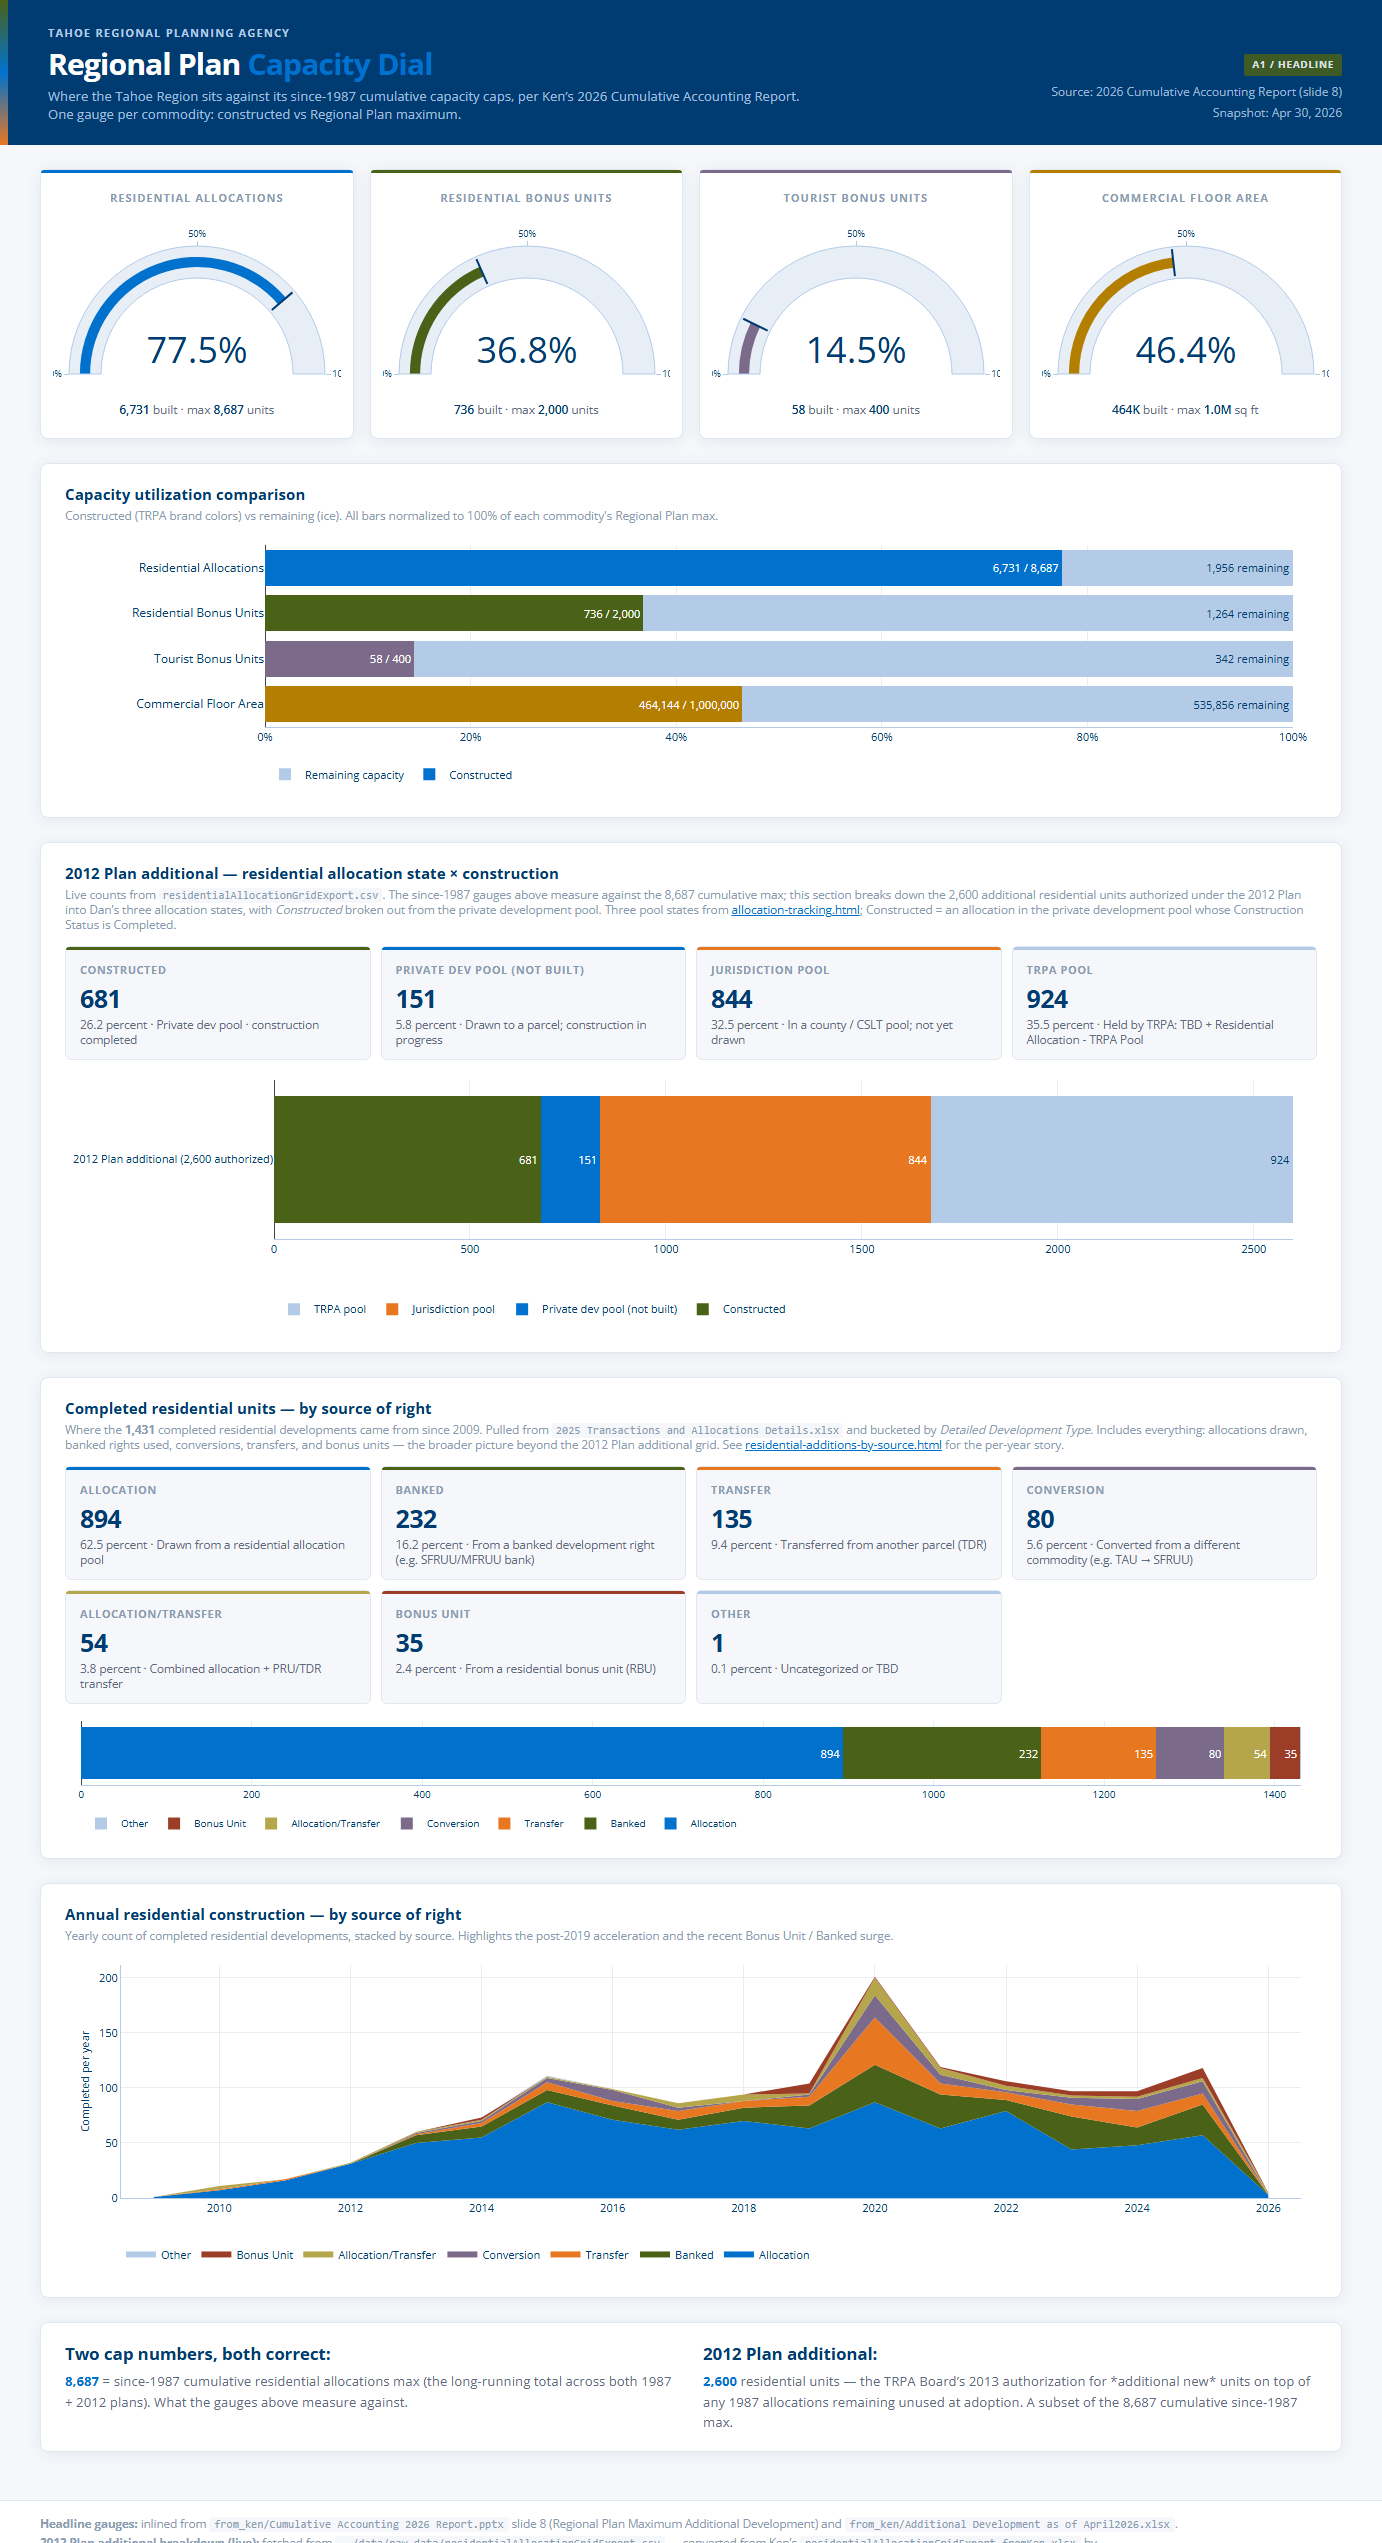 TAHOE REGIONAL PLANNING AGENCY
Regional Plan Capacity Dial
Where the Tahoe Region sits against its since-1987 cumulative capacity caps, per Ken's 2026 Cumulative Accounting Report.
One gauge per commodity: constructed vs Regional Plan maximum.
A1 / HEADLINE
Source: 2026 Cumulative Accounting Report (slide 8)
Snapshot: Apr 30, 2026
RESIDENTIAL ALLOCATIONS
50%
77.5%
6,731 built · max 8,687 units
RESIDENTIAL BONUS UNITS
50%
36.8%
736 built · max 2,000 units
TOURIST BONUS UNITS
50%
14.5%
58 built · max 400 units
COMMERCIAL FLOOR AREA
50%
46.4%
464K built · max 1.0M sq ft
Capacity utilization comparison
Constructed (TRPA brand colors) vs remaining (ice). All bars normalized to 100% of each commodity's Regional Plan max.
Residential Allocations 6,731 / 8,687 1,956 remaining
Residential Bonus Units 736 / 2,000 1,264 remaining
Tourist Bonus Units 58 / 400 342 remaining
Commercial Floor Area 464,144 / 1,000,000 535,856 remaining
0% 20% 40% 60% 80% 100%
Remaining capacity Constructed
2012 Plan additional — residential allocation state × construction
Live counts from residentialAllocationGridExport.csv. The since-1987 gauges above measure against the 8,687 cumulative max; this section breaks down the 2,600 additional residential units authorized under the 2012 Plan
into Dan's three allocation states, with Constructed broken out from the private development pool. Three pool states from allocation-tracking.html; Constructed = an allocation in the private development pool whose Construction
Status is Completed.
CONSTRUCTED
681
26.2 percent · Private dev pool · construction
completed
PRIVATE DEV POOL (NOT BUILT)
151
5.8 percent · Drawn to a parcel; construction in
progress
JURISDICTION POOL
844
32.5 percent · In a county / CSLT pool; not yet
drawn
TRPA POOL
924
35.5 percent · Held by TRPA: TBD + Residential
Allocation - TRPA Pool
2012 Plan additional (2,600 authorized) 681 151 844 924
0 500 1000 1500 2000 2500
TRPA pool Jurisdiction pool Private dev pool (not built) Constructed
Completed residential units — by source of right
Where the 1,431 completed residential developments came from since 2009. Pulled from 2025 Transactions and Allocations Details.xlsx and bucketed by Detailed Development Type. Includes everything: allocations drawn,
banked rights used, conversions, transfers, and bonus units — the broader picture beyond the 2012 Plan additional grid. See residential-additions-by-source.html for the per-year story.
ALLOCATION
894
62.5 percent · Drawn from a residential allocation
pool
BANKED
232
16.2 percent · From a banked development right
(e.g. SFRUU/MFRUU bank)
TRANSFER
135
9.4 percent · Transferred from another parcel (TDR)
CONVERSION
80
5.6 percent · Converted from a different
commodity (e.g. TAU → SFRUU)
ALLOCATION/TRANSFER
54
3.8 percent · Combined allocation + PRU/TDR
transfer
BONUS UNIT
35
2.4 percent · From a residential bonus unit (RBU)
OTHER
1
0.1 percent · Uncategorized or TBD
894 232 135 80 54 35
0 200 400 600 800 1000 1200 1400
Other Bonus Unit Allocation/Transfer Conversion Transfer Banked Allocation
Annual residential construction — by source of right
Yearly count of completed residential developments, stacked by source. Highlights the post-2019 acceleration and the recent Bonus Unit / Banked surge.
Completed per year
200
150
100
50
0
2010 2012 2014 2016 2018 2020 2022 2024 2026
Other Bonus Unit Allocation/Transfer Conversion Transfer Banked Allocation
Two cap numbers, both correct:
8,687 = since-1987 cumulative residential allocations max (the long-running total across both 1987
+ 2012 plans). What the gauges above measure against.
2012 Plan additional:
2,600 residential units — the TRPA Board's 2013 authorization for *additional new* units on top of
any 1987 allocations remaining unused at adoption. A subset of the 8,687 cumulative since-1987
max.
Headline gauges: inlined from from_ken/Cumulative Accounting 2026 Report.pptx slide 8 (Regional Plan Maximum Additional Development) and from_ken/Additional Development as of April2026.xlsx.
2012 Plan additional breakdown (live): fetched from